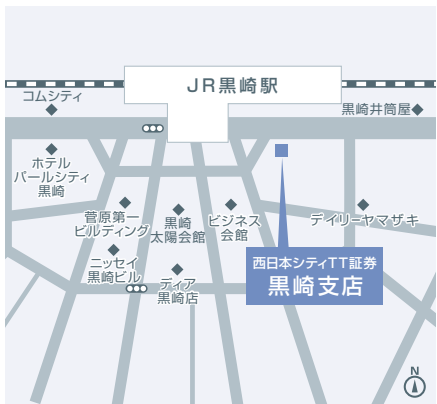 JR黒崎駅
コムシティ
黒崎井筒屋
ホテル
パールシティ
黒崎
菅原第一
ビルディング
黒崎
太陽会館
ビジネス
会館
デイリーヤマザキ
ニッセイ
黒崎ビル
ディア
黒崎店
西日本シティTT証券
黒崎支店
N